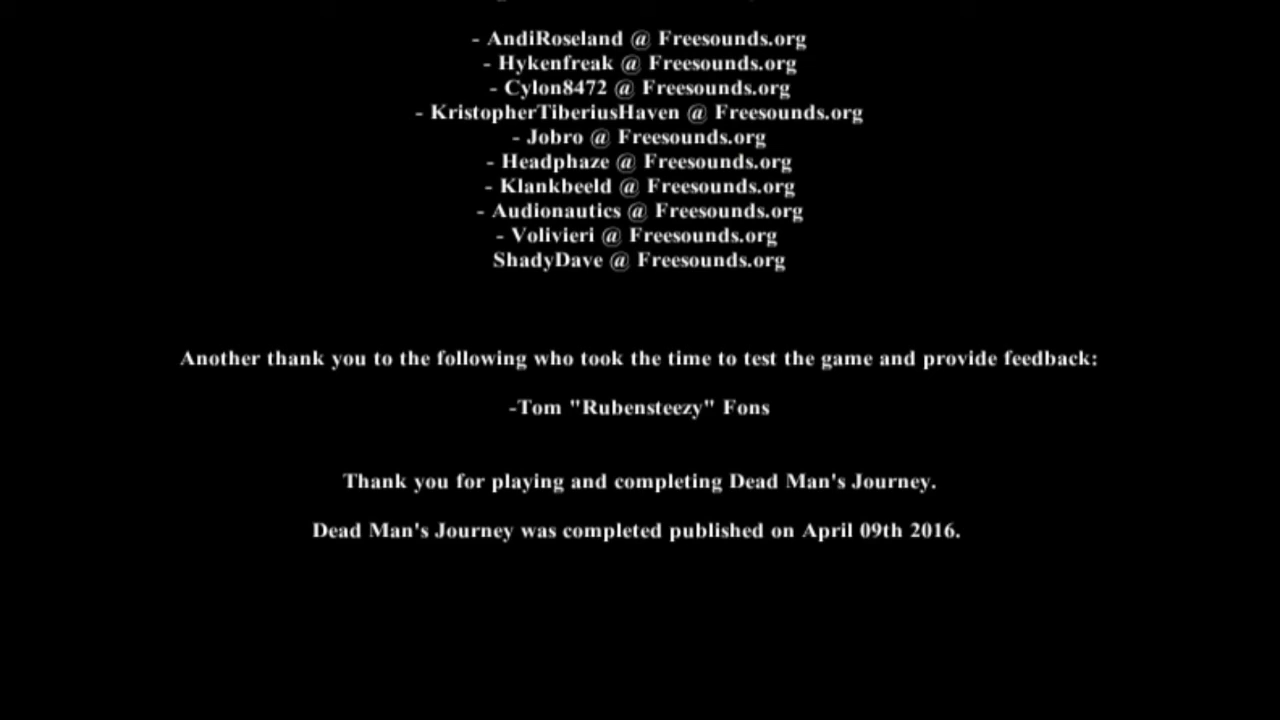 - AndiRoseland @ Freesounds.org
- Hykenfreak @ Freesounds.org
- Cylon8472 @ Freesounds.org
- KristopherTiberiusHaven @ Freesounds.org
- Jobro @ Freesounds.org
- Headphaze @ Freesounds.org
- Klankbeeld @ Freesounds.org
- Audionautics @ Freesounds.org
- Volivieri @ Freesounds.org
ShadyDave @ Freesounds.org
Another thank you to the following who took the time to test the game and provide feedback:
-Tom "Rubensteezy" Fons
Thank you for playing and completing Dead Man's Journey.
Dead Man's Journey was completed published on April 09th 2016.